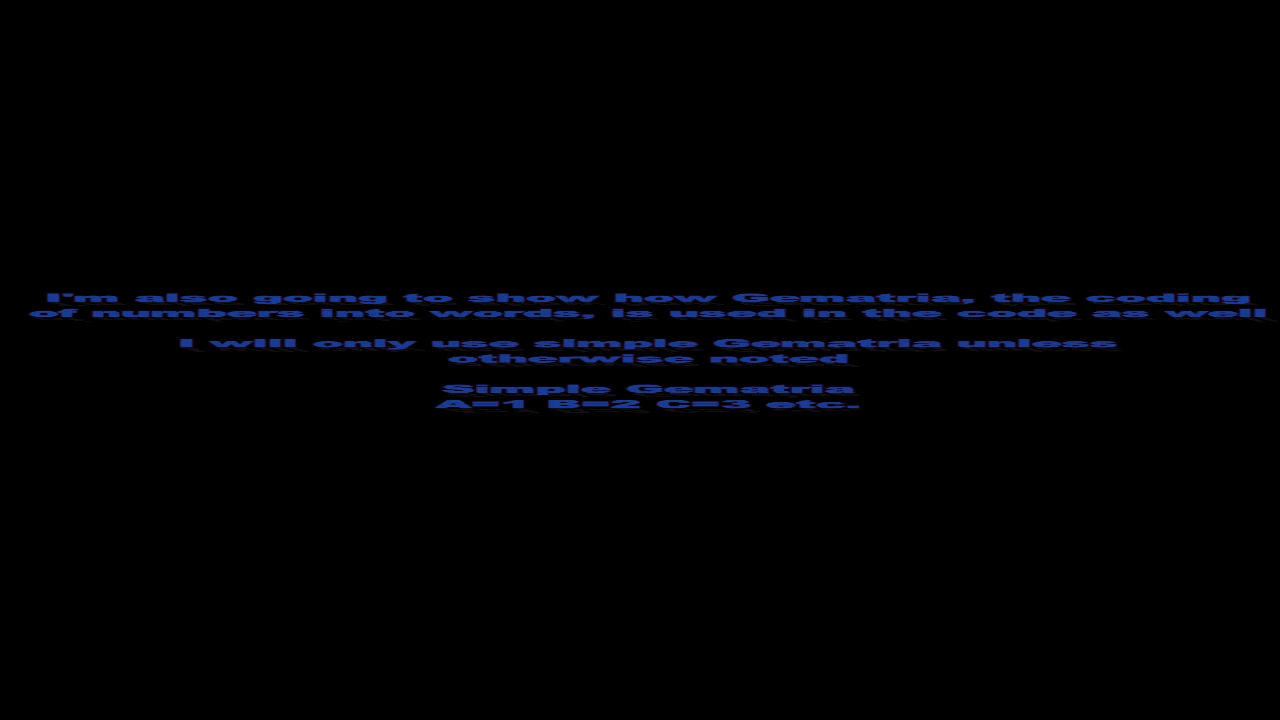 I'm also going to show how Gematria, the coding
of numbers into words, is used in the code as well
I will only use simple Gematria unless
otherwise noted
Simple Gematria
A=1 B=2 C=3 etc.